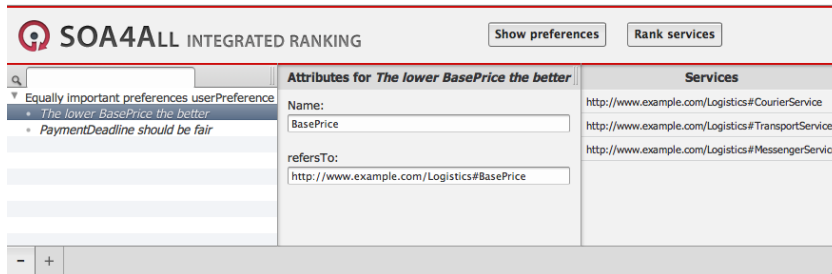 SOA4ALL INTEGRATED RANKING
Show preferences
Rank services
Equally important preferences userPreference
The lower BasePrice the better
PaymentDeadline should be fair
Attributes for The lower BasePrice the better
Name:
BasePrice
refersTo:
http://www.example.com/Logistics#BasePrice
Services
http://www.example.com/Logistics#CourierService
http://www.example.com/Logistics#TransportService
http://www.example.com/Logistics#MessengerServic